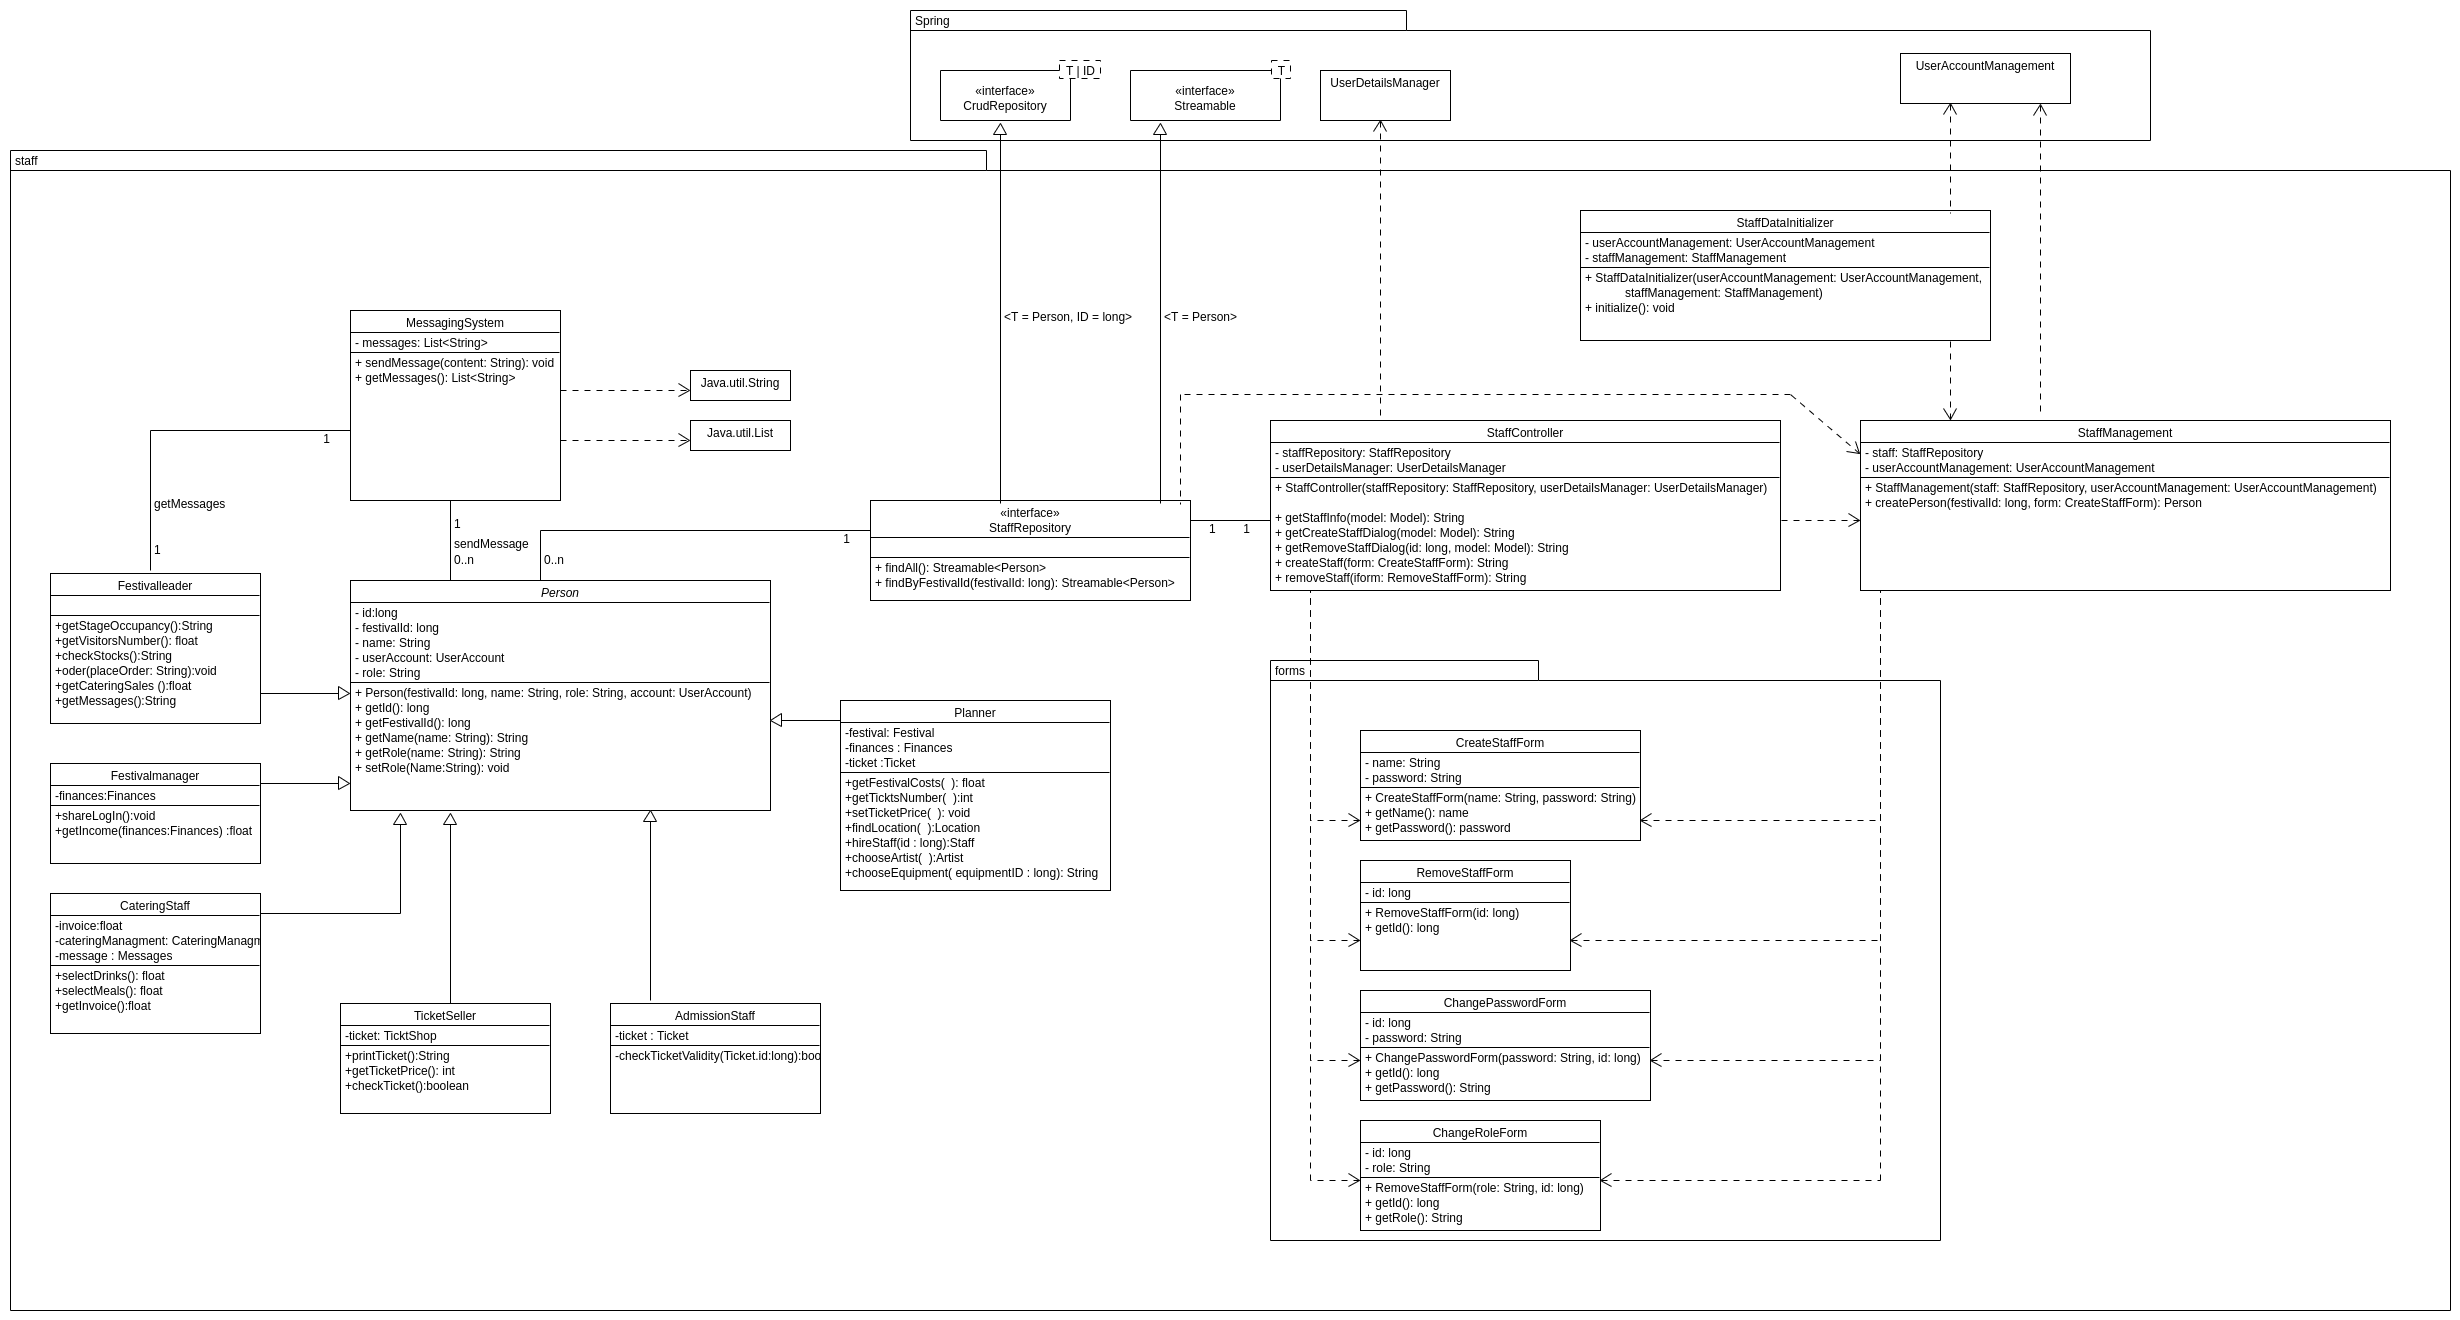 Spring
T | ID
«interface»
CrudRepository
T
«interface»
Streamable
UserDetailsManager
UserAccountManagement
staff
StaffDataInitializer
- userAccountManagement: UserAccountManagement
- staffManagement: StaffManagement
+ StaffDataInitializer(userAccountManagement: UserAccountManagement,
staffManagement: StaffManagement)
+ initialize(): void
<T = Person, ID = long>
<T = Person>
MessagingSystem
- messages: List<String>
+ sendMessage(content: String): void
+ getMessages(): List<String>
Java.util.String
Java.util.List
1
getMessages
1
1
sendMessage
0..n
0..n
1
«interface»
StaffRepository
+ findAll(): Streamable<Person>
+ findByFestivalId(festivalId: long): Streamable<Person>
1
1
StaffController
- staffRepository: StaffRepository
- userDetailsManager: UserDetailsManager
+ StaffController(staffRepository: StaffRepository, userDetailsManager: UserDetailsManager)
+ getStaffInfo(model: Model): String
+ getCreateStaffDialog(model: Model): String
+ getRemoveStaffDialog(id: long, model: Model): String
+ createStaff(form: CreateStaffForm): String
+ removeStaff(iform: RemoveStaffForm): String
StaffManagement
- staff: StaffRepository
- userAccountManagement: UserAccountManagement
+ StaffManagement(staff: StaffRepository, userAccountManagement: UserAccountManagement)
+ createPerson(festivalId: long, form: CreateStaffForm): Person
Festivalleader
+getStageOccupancy():String
+getVisitorsNumber(): float
+checkStocks():String
+oder(placeOrder: String):void
+getCateringSales ():float
+getMessages():String
Person
- id:long
- festivalId: long
- name: String
- userAccount: UserAccount
- role: String
+ Person(festivalId: long, name: String, role: String, account: UserAccount)
+ getId(): long
+ getFestivalId(): long
+ getName(name: String): String
+ getRole(name: String): String
+ setRole(Name:String): void
Planner
-festival: Festival
-finances : Finances
-ticket :Ticket
+getFestivalCosts(  ): float
+getTicktsNumber(  ):int
+setTicketPrice(  ): void
+findLocation(  ):Location
+hireStaff(id : long):Staff
+chooseArtist(  ):Artist
+chooseEquipment( equipmentID : long): String
Festivalmanager
-finances:Finances
+shareLogIn():void
+getIncome(finances:Finances) :float
CateringStaff
-invoice:float
-cateringManagment: CateringManagm
-message : Messages
+selectDrinks(): float
+selectMeals(): float
+getInvoice():float
TicketSeller
-ticket: TicktShop
+printTicket():String
+getTicketPrice(): int
+checkTicket():boolean
AdmissionStaff
-ticket : Ticket
-checkTicketValidity(Ticket.id:long):boo
forms
CreateStaffForm
- name: String
- password: String
+ CreateStaffForm(name: String, password: String)
+ getName(): name
+ getPassword(): password
RemoveStaffForm
- id: long
+ RemoveStaffForm(id: long)
+ getId(): long
ChangePasswordForm
- id: long
- password: String
+ ChangePasswordForm(password: String, id: long)
+ getId(): long
+ getPassword(): String
ChangeRoleForm
- id: long
- role: String
+ RemoveStaffForm(role: String, id: long)
+ getId(): long
+ getRole(): String